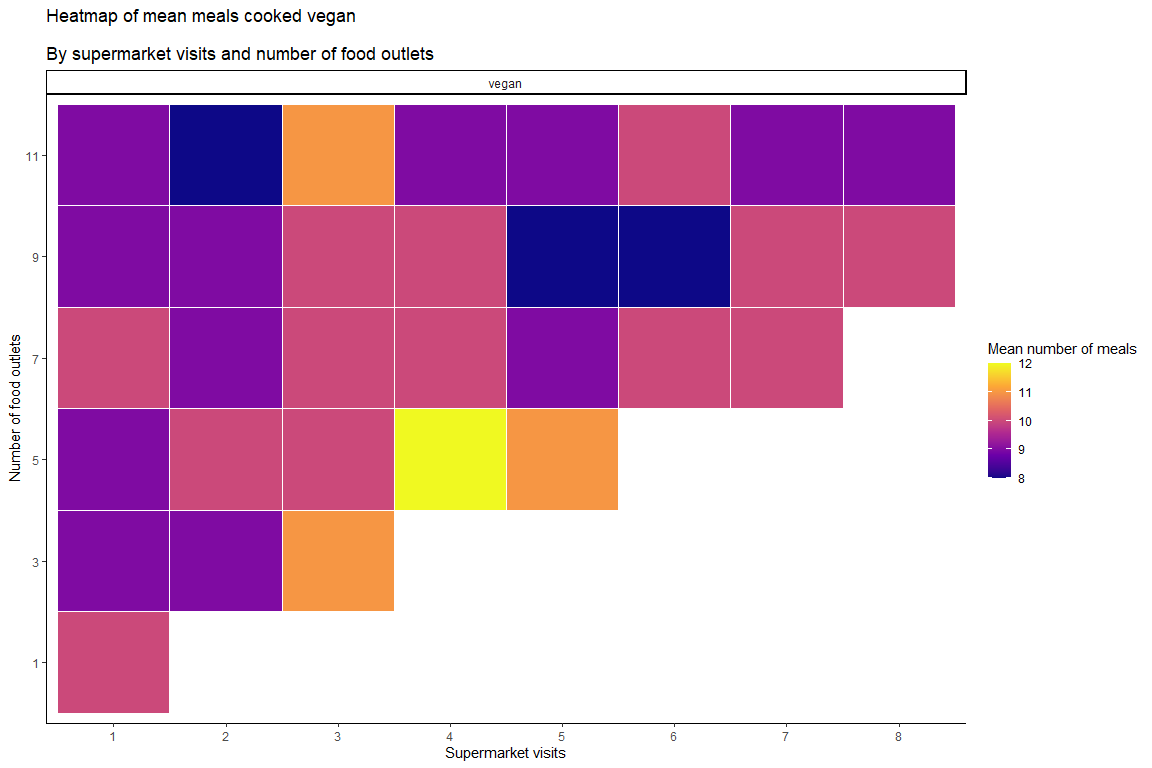 Heatmap of mean meals cooked vegan
By supermarket visits and number of food outlets
vegan
11
9
7
5
3
1
Number of food outlets
1 2 3 4 5 6 7 8
Supermarket visits
Mean number of meals
12
11
10
9
8